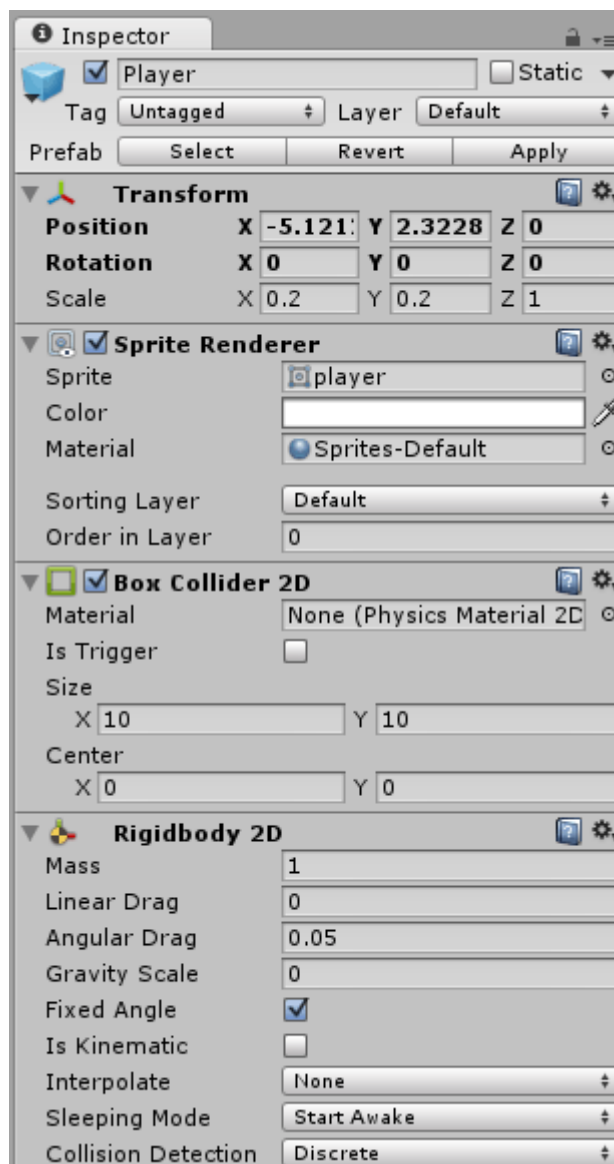 Inspector
Player Static
Tag Untagged Layer Default
Prefab Select Revert Apply
Transform
Position X -5.121 Y 2.3228 Z 0
Rotation X 0 Y 0 Z 0
Scale X 0.2 Y 0.2 Z 1
Sprite Renderer
Sprite player
Color
Material Sprites-Default
Sorting Layer Default
Order in Layer 0
Box Collider 2D
Material None (Physics Material 2D
Is Trigger
Size
X 10 Y 10
Center
X 0 Y 0
Rigidbody 2D
Mass 1
Linear Drag 0
Angular Drag 0.05
Gravity Scale 0
Fixed Angle
Is Kinematic
Interpolate None
Sleeping Mode Start Awake
Collision Detection Discrete